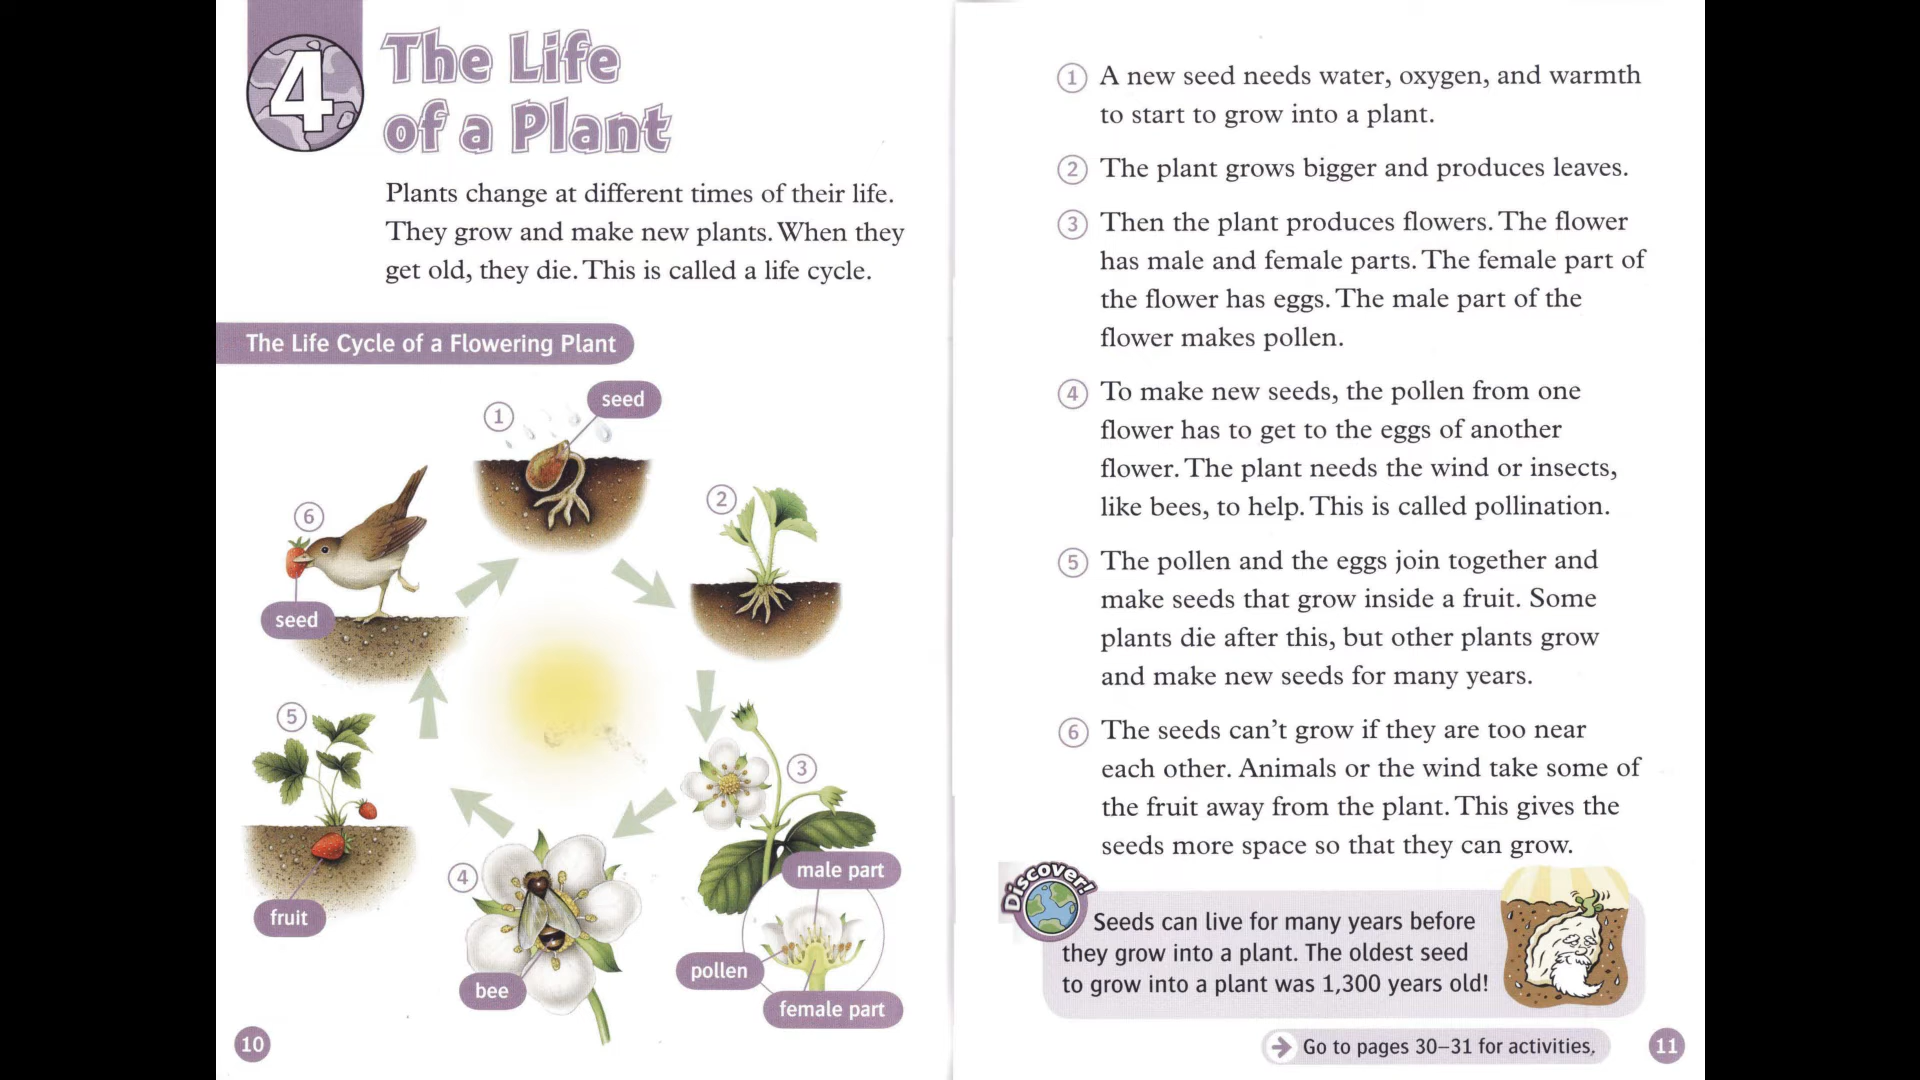 4
The Life
of a Plant
Plants change at different times of their life.
They grow and make new plants. When they
get old, they die. This is called a life cycle.
The Life Cycle of a Flowering Plant
1
seed
2
3
male part
pollen
female part
4
bee
5
fruit
6
seed
10
1 A new seed needs water, oxygen, and warmth
to start to grow into a plant.
2 The plant grows bigger and produces leaves.
3 Then the plant produces flowers. The flower
has male and female parts. The female part of
the flower has eggs. The male part of the
flower makes pollen.
4 To make new seeds, the pollen from one
flower has to get to the eggs of another
flower. The plant needs the wind or insects,
like bees, to help. This is called pollination.
5 The pollen and the eggs join together and
make seeds that grow inside a fruit. Some
plants die after this, but other plants grow
and make new seeds for many years.
6 The seeds can't grow if they are too near
each other. Animals or the wind take some of
the fruit away from the plant. This gives the
seeds more space so that they can grow.
Discover!
Seeds can live for many years before
they grow into a plant. The oldest seed
to grow into a plant was 1,300 years old!
Go to pages 30–31 for activities.
11